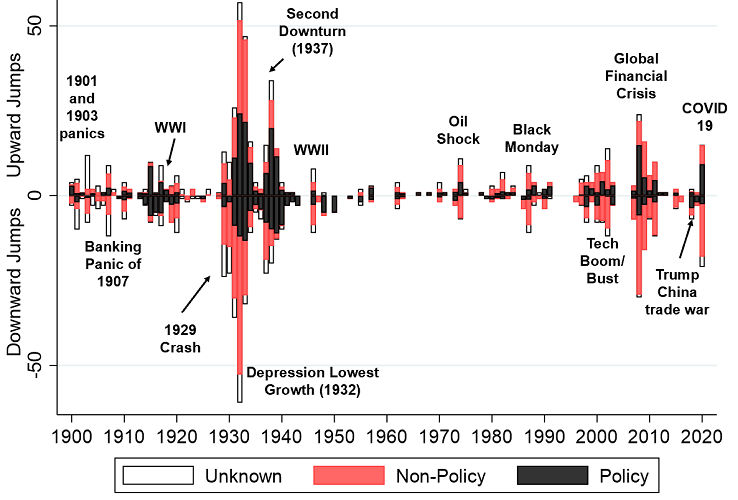 Upward Jumps
Downward Jumps
50
0
-50
1901
and
1903
panics
WWI
Banking
Panic of
1907
1929
Crash
Second
Downturn
(1937)
WWII
Depression Lowest
Growth (1932)
Oil
Shock
Black
Monday
Tech
Boom/
Bust
Global
Financial
Crisis
COVID
19
Trump
China
trade war
1900 1910 1920 1930 1940 1950 1960 1970 1980 1990 2000 2010 2020
Unknown Non-Policy Policy